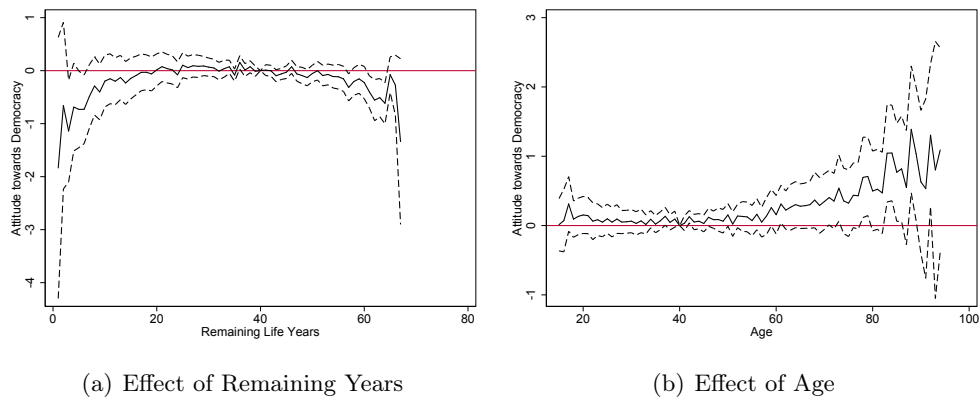 1
0
-1
-2
-3
-4
Attitude towards Democracy
0 20 40 60 80
Remaining Life Years
3
2
1
0
-1
Attitude towards Democracy
20 40 60 80 100
Age
(a) Effect of Remaining Years
(b) Effect of Age